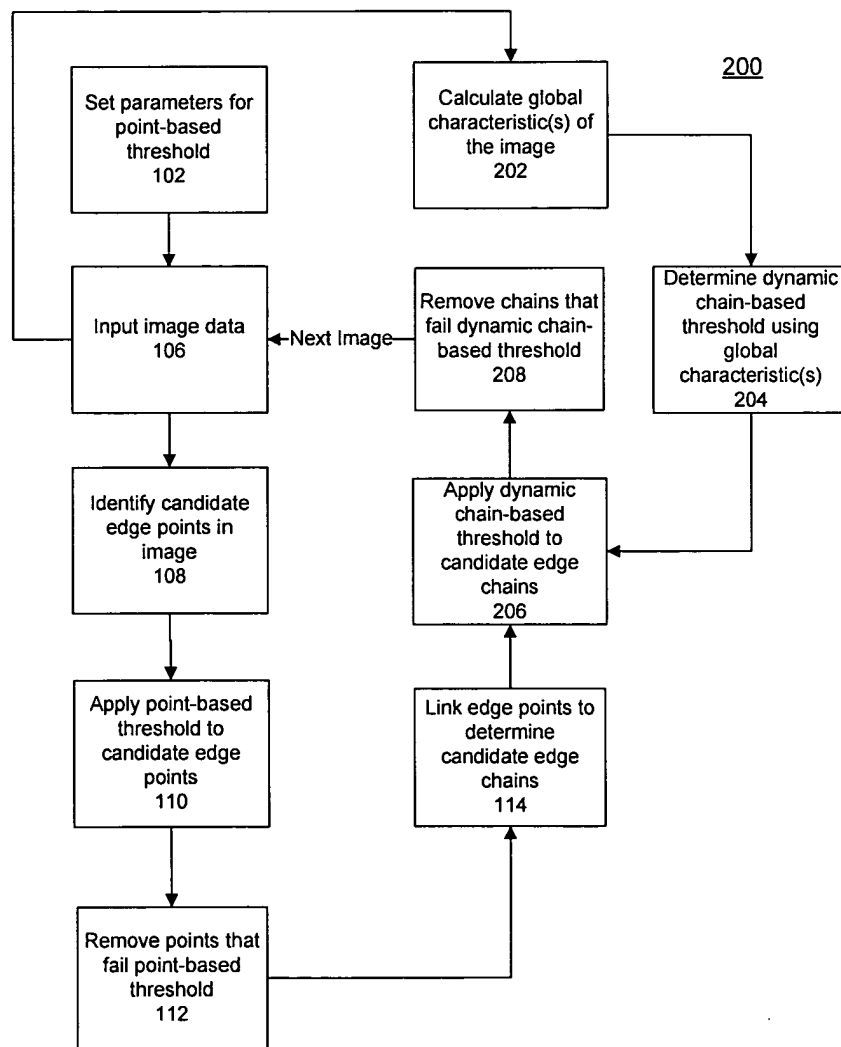 200
Set parameters for
point-based
threshold
102
Calculate global
characteristic(s) of
the image
202
Input image data
106
Next Image
Remove chains that
fail dynamic chain-
based threshold
208
Determine dynamic
chain-based
threshold using
global
characteristic(s)
204
Identify candidate
edge points in
image
108
Apply dynamic
chain-based
threshold to
candidate edge
chains
206
Apply point-based
threshold to
candidate edge
points
110
Link edge points to
determine
candidate edge
chains
114
Remove points that
fail point-based
threshold
112